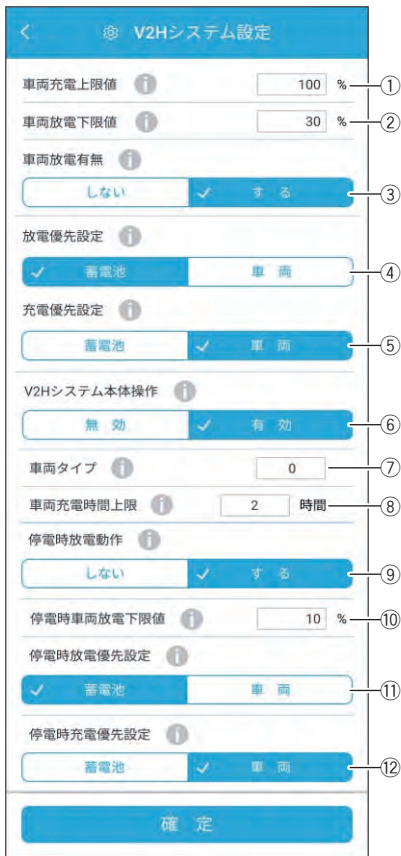 V2Hシステム設定
車両充電上限値 100 % ①
車両放電下限値 30 % ②
車両放電有無
しない する ③
放電優先設定
蓄電池 車両 ④
充電優先設定
蓄電池 車両 ⑤
V2Hシステム本体操作
無効 有効 ⑥
車両タイプ 0 ⑦
車両充電時間上限 2 時間 ⑧
停電時放電動作
しない する ⑨
停電時車両放電下限値 10 % ⑩
停電時放電優先設定
蓄電池 車両 ⑪
停電時充電優先設定
蓄電池 車両 ⑫
確定